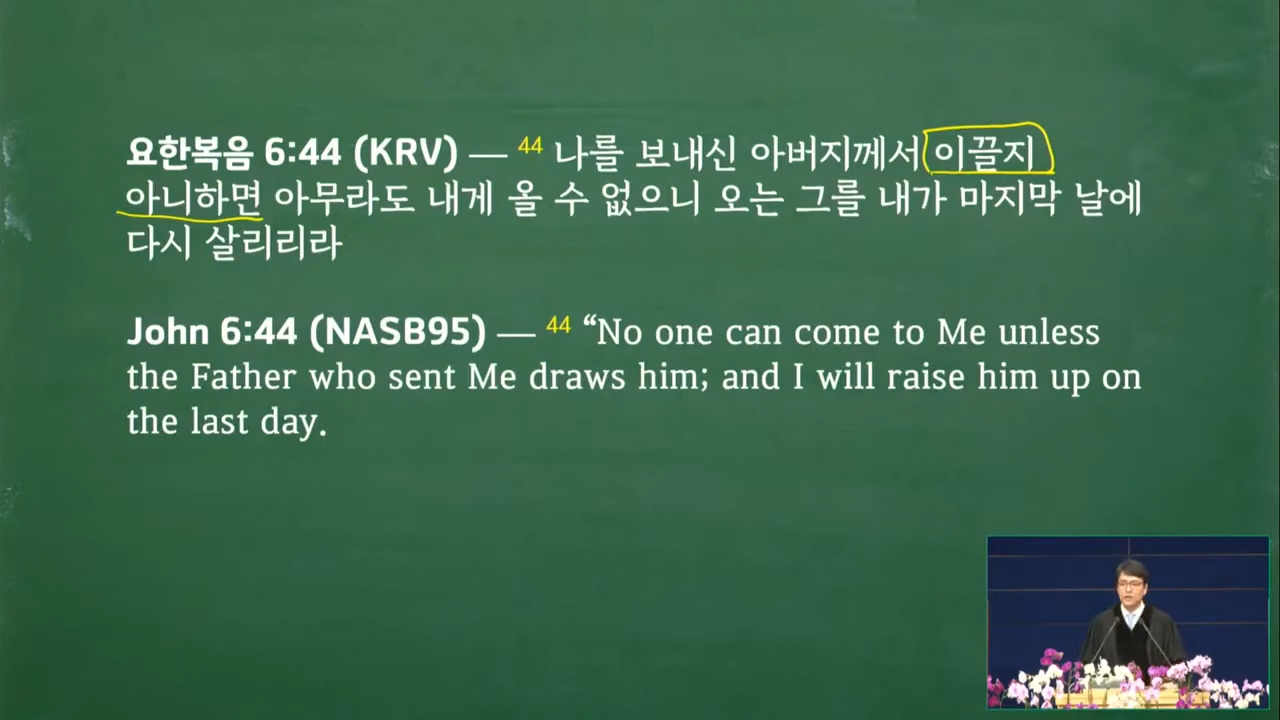 요한복음 6:44 (KRV) — 44 나를 보내신 아버지께서 이끌지
아니하면 아무라도 내게 올 수 없으니 오는 그를 내가 마지막 날에
다시 살리리라
John 6:44 (NASB95) — 44 “No one can come to Me unless
the Father who sent Me draws him; and I will raise him up on
the last day.